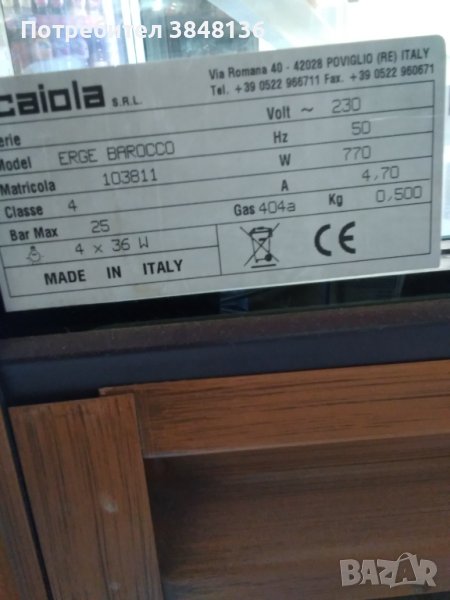 Потребител 3848136
caiola S.R.L.
Via Romana 40 - 42028 POVIGLIO (RE) ITALY
Tel. +39 0522 966711 Fax. +39 0522 960671
erie
Model ERGE BAROCCO
Matricola 103811
Classe 4
Bar Max 25
4 x 36 W
MADE IN ITALY
Volt ~ 230
Hz 50
W 770
A 4,70
Gas 404a Kg 0,500
CE
BAZAR